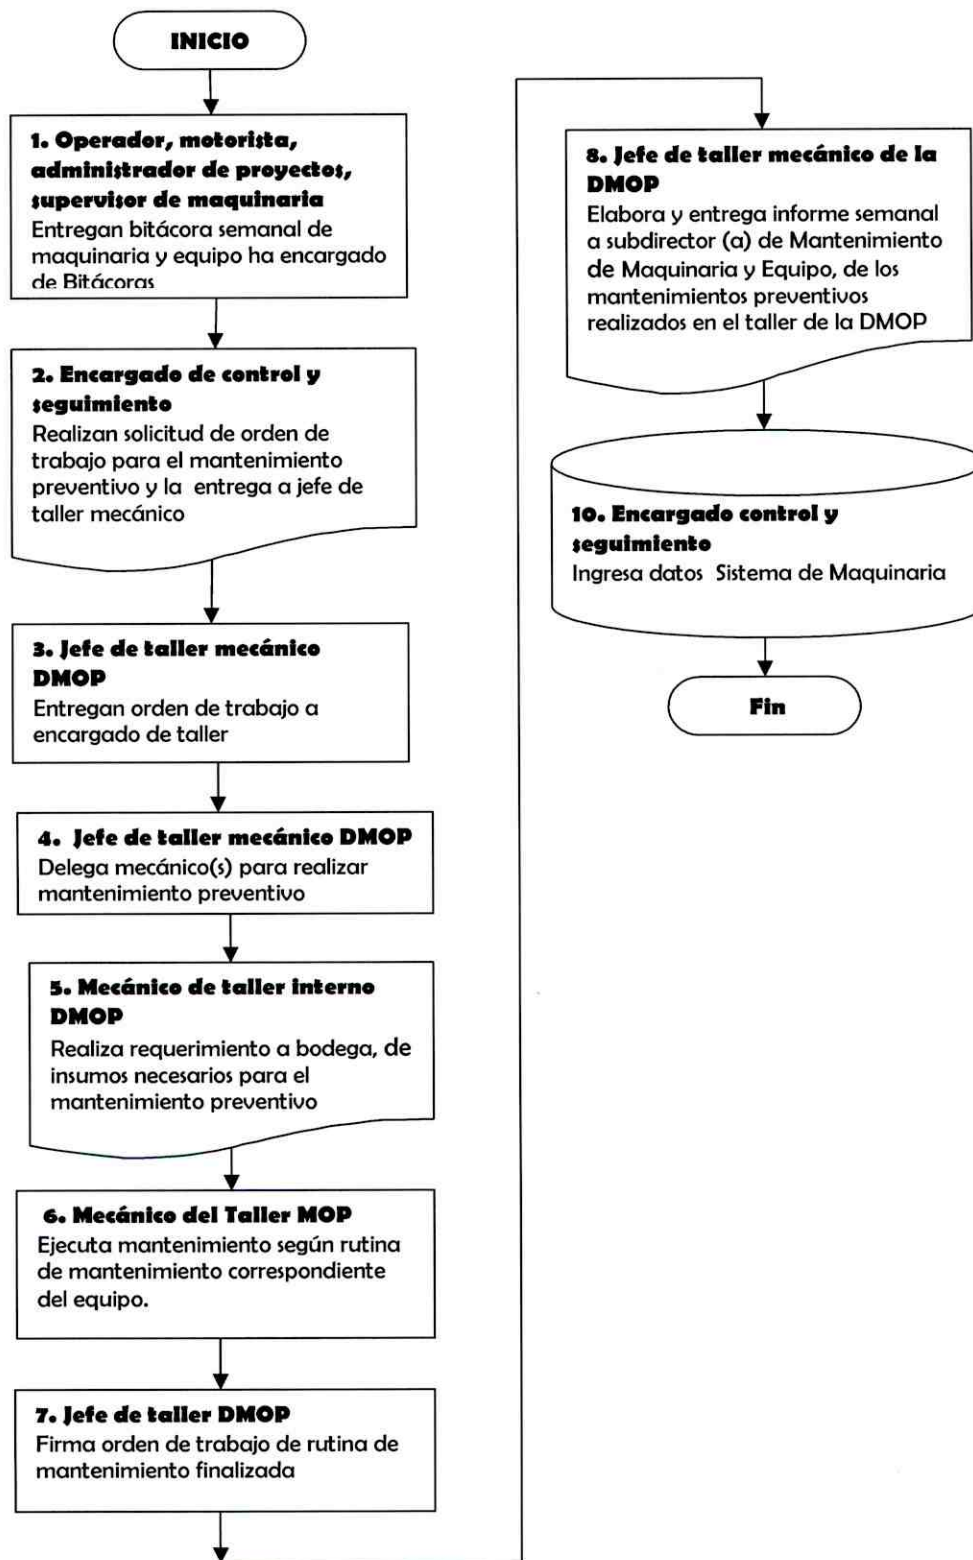 INICIO
1. Operador, motorista,
administrador de proyectos,
supervisor de maquinaria
Entregan bitácora semanal de
maquinaria y equipo ha encargado
de Bitácoras
2. Encargado de control y
seguimiento
Realizan solicitud de orden de
trabajo para el mantenimiento
preventivo y la entrega a jefe de
taller mecánico
3. Jefe de taller mecánico
DMOP
Entregan orden de trabajo a
encargado de taller
4. Jefe de taller mecánico DMOP
Delega mecánico(s) para realizar
mantenimiento preventivo
5. Mecánico de taller interno
DMOP
Realiza requerimiento a bodega, de
insumos necesarios para el
mantenimiento preventivo
6. Mecánico del Taller MOP
Ejecuta mantenimiento según rutina
de mantenimiento correspondiente
del equipo.
7. Jefe de taller DMOP
Firma orden de trabajo de rutina de
mantenimiento finalizada
8. Jefe de taller mecánico de la
DMOP
Elabora y entrega informe semanal
a subdirector (a) de Mantenimiento
de Maquinaria y Equipo, de los
mantenimientos preventivos
realizados en el taller de la DMOP
10. Encargado control y
seguimiento
Ingresa datos Sistema de Maquinaria
Fin